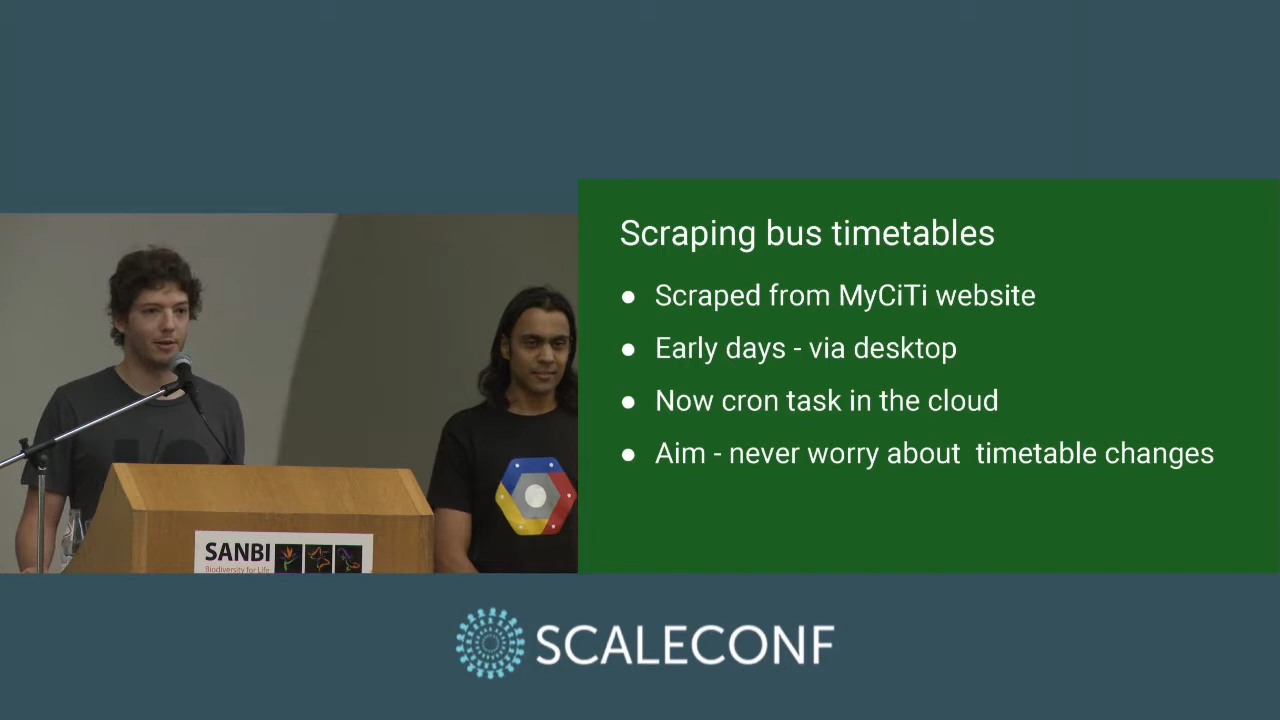 Scraping bus timetables
● Scraped from MyCiTi website
● Early days - via desktop
● Now cron task in the cloud
● Aim - never worry about  timetable changes
I/O
SANBI
Biodiversity for Life
SCALECONF